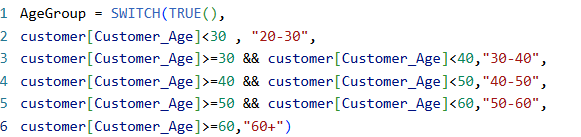 1 AgeGroup = SWITCH(TRUE(),
2 customer[Customer_Age]<30 , "20-30",
3 customer[Customer_Age]>=30 && customer[Customer_Age]<40,"30-40",
4 customer[Customer_Age]>=40 && customer[Customer_Age]<50,"40-50",
5 customer[Customer_Age]>=50 && customer[Customer_Age]<60,"50-60",
6 customer[Customer_Age]>=60,"60+")